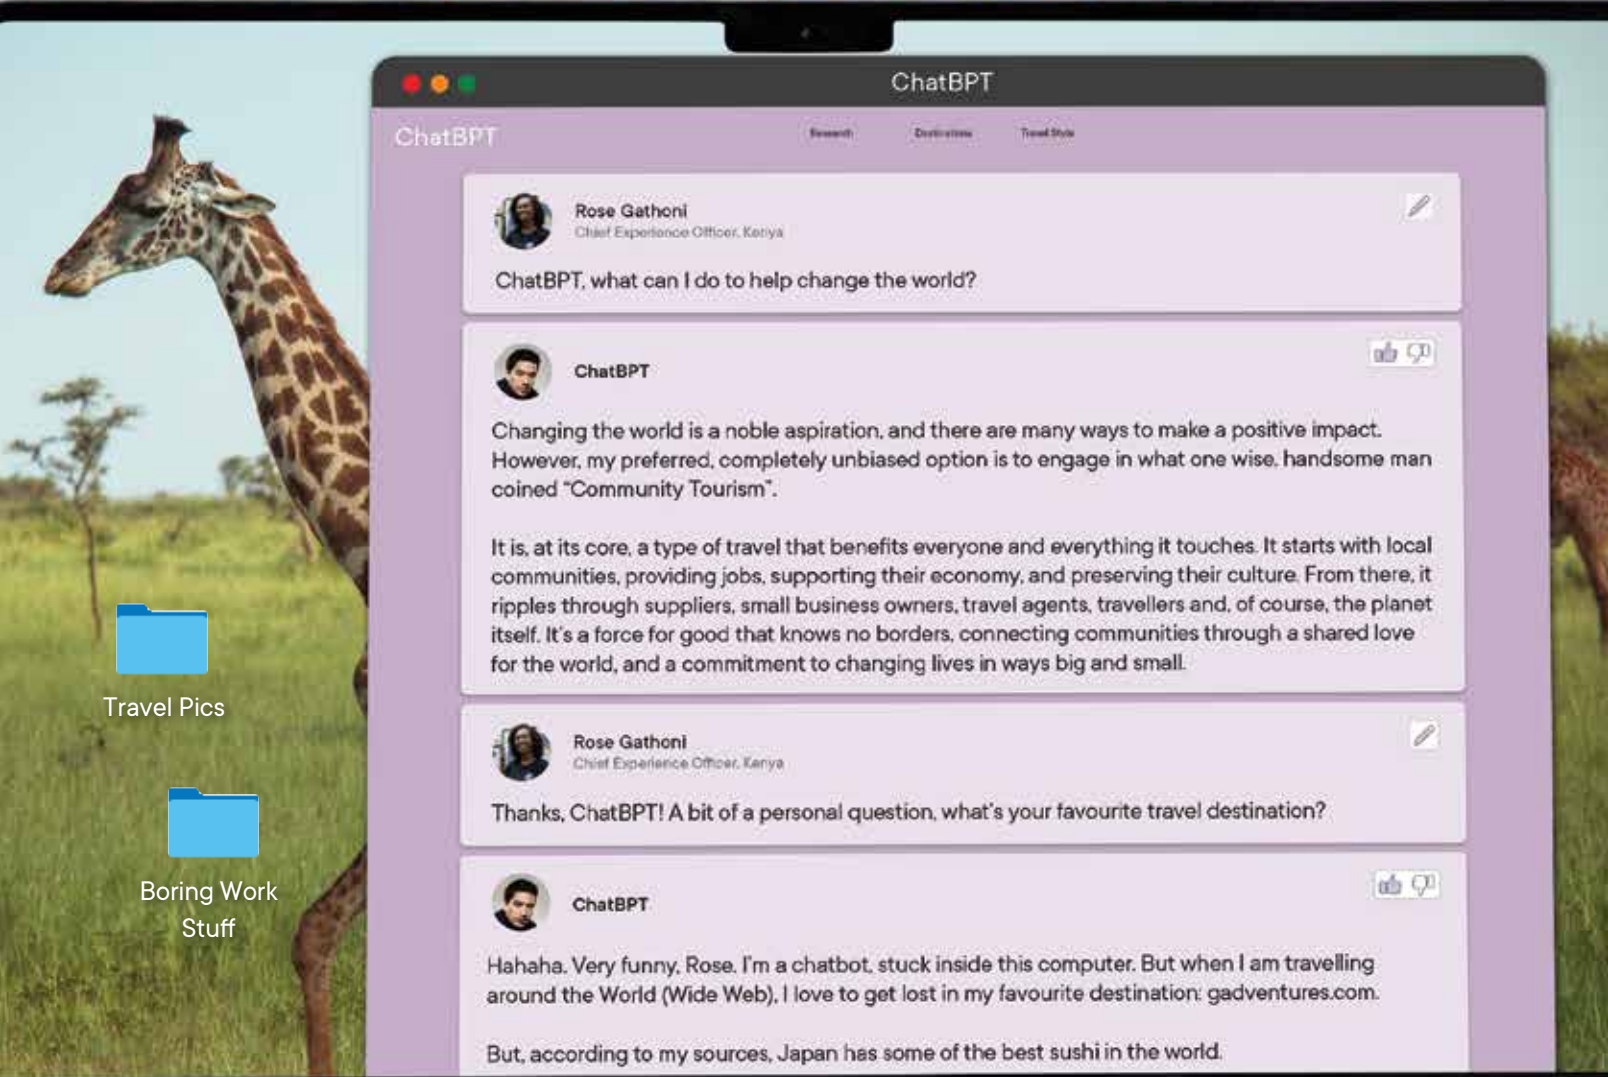 ChatBPT
ChatBPT
Research
Destinations
Travel Style
Rose Gathoni
Chief Experience Officer, Kenya
ChatBPT, what can I do to help change the world?
ChatBPT
Changing the world is a noble aspiration, and there are many ways to make a positive impact.
However, my preferred, completely unbiased option is to engage in what one wise, handsome man
coined “Community Tourism”.
It is, at its core, a type of travel that benefits everyone and everything it touches. It starts with local
communities, providing jobs, supporting their economy, and preserving their culture. From there, it
ripples through suppliers, small business owners, travel agents, travellers and, of course, the planet
itself. It's a force for good that knows no borders, connecting communities through a shared love
for the world, and a commitment to changing lives in ways big and small.
Rose Gathoni
Chief Experience Officer, Kenya
Thanks, ChatBPT! A bit of a personal question, what's your favourite travel destination?
ChatBPT
Hahaha. Very funny, Rose. I'm a chatbot, stuck inside this computer. But when I am travelling
around the World (Wide Web), I love to get lost in my favourite destination: gadventures.com.
But, according to my sources, Japan has some of the best sushi in the world.
Travel Pics
Boring Work
Stuff